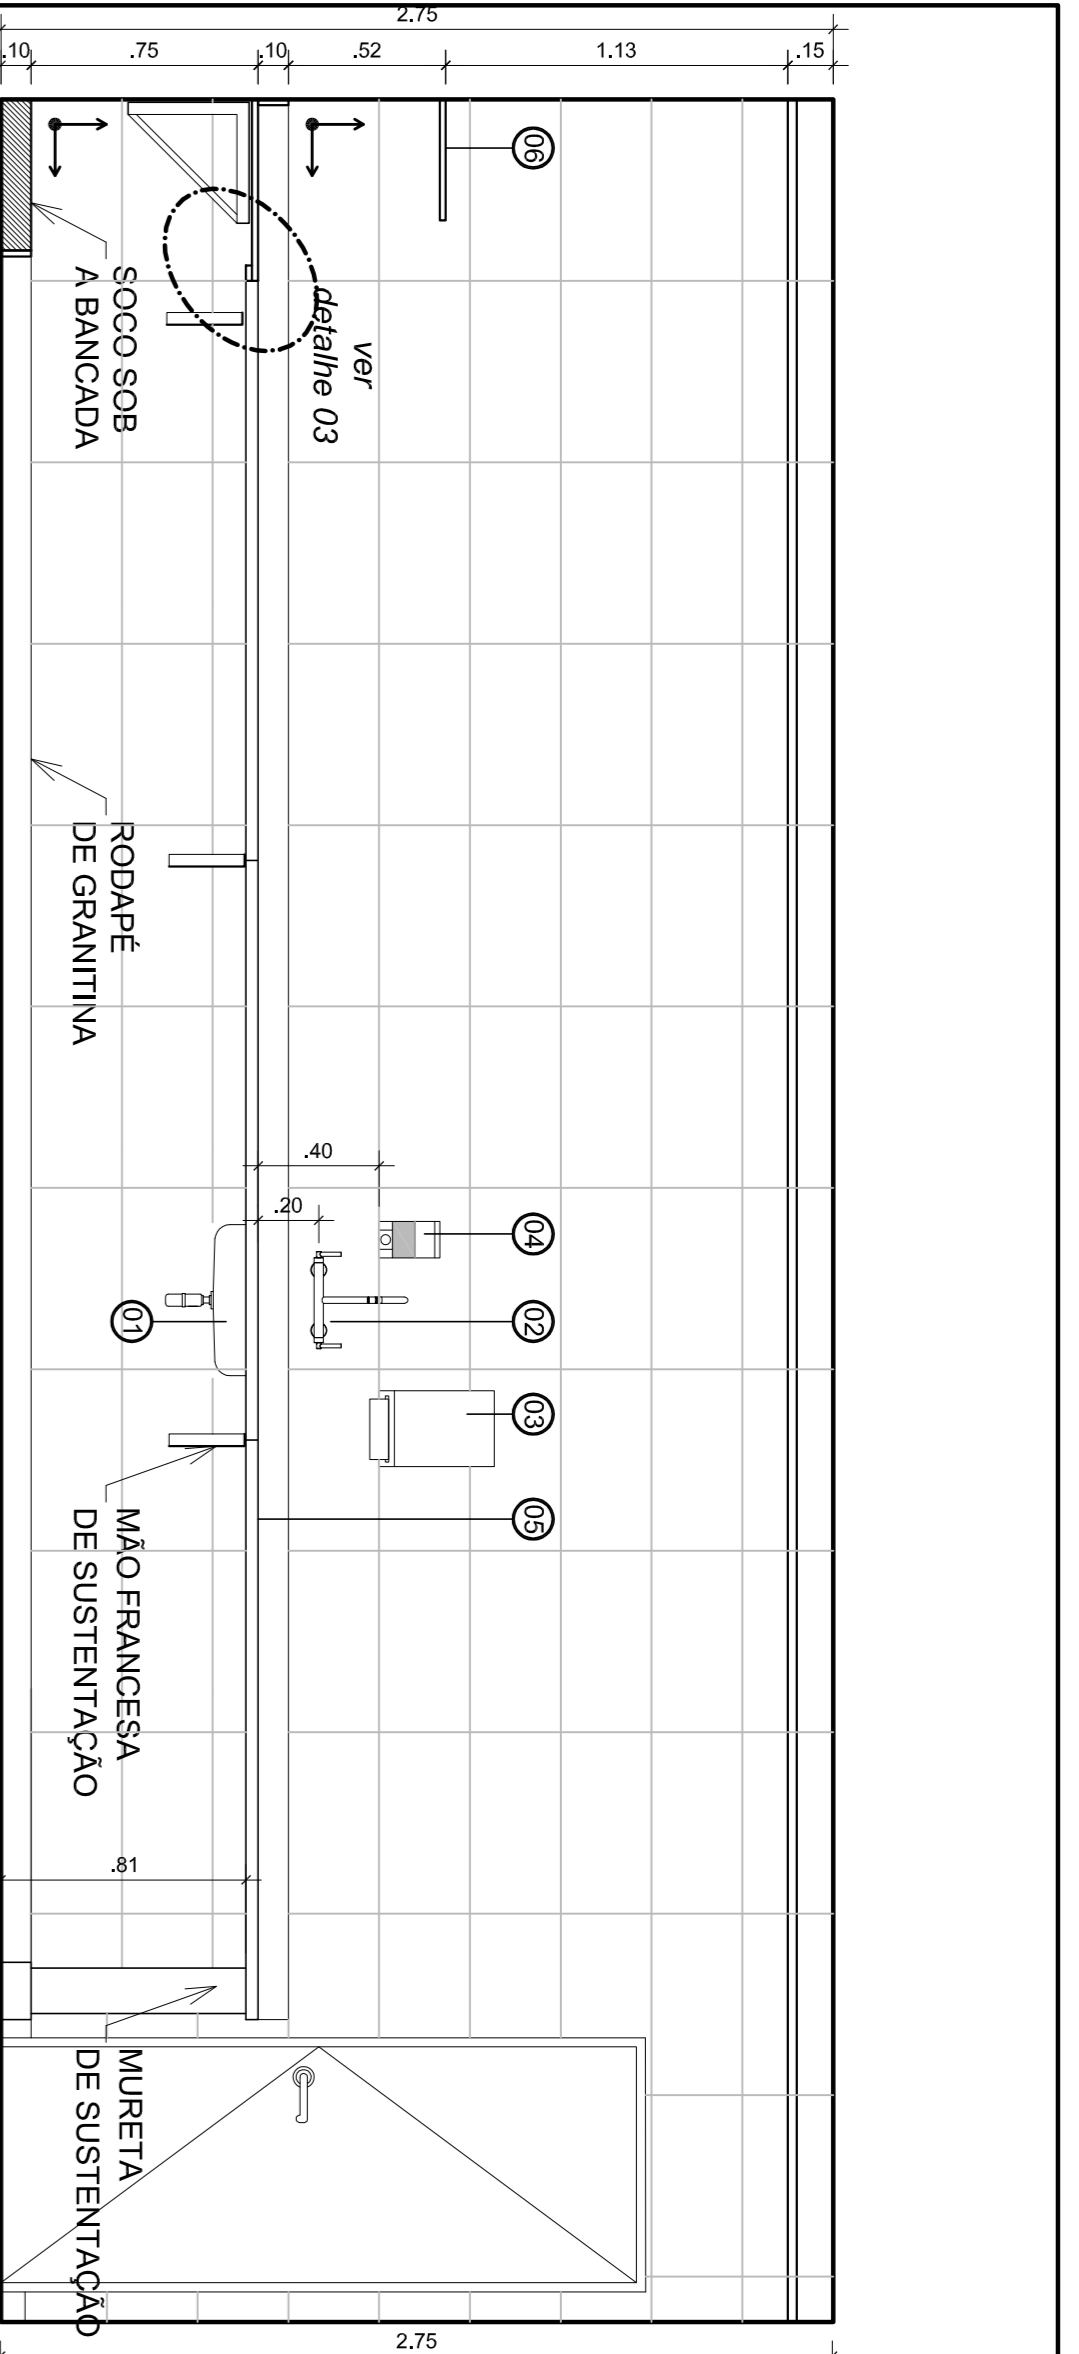 2.75
.10
.75
.10
.52
1.13
.15
06
ver
detalhe 03
SOCO SOB
A BANCADA
RODAPÉ
DE GRANITINA
.40
.20
04
02
01
03
05
MÃO FRANCESA
DE SUSTENTAÇÃO
.81
MURETA
DE SUSTENTAÇÃO
2.75